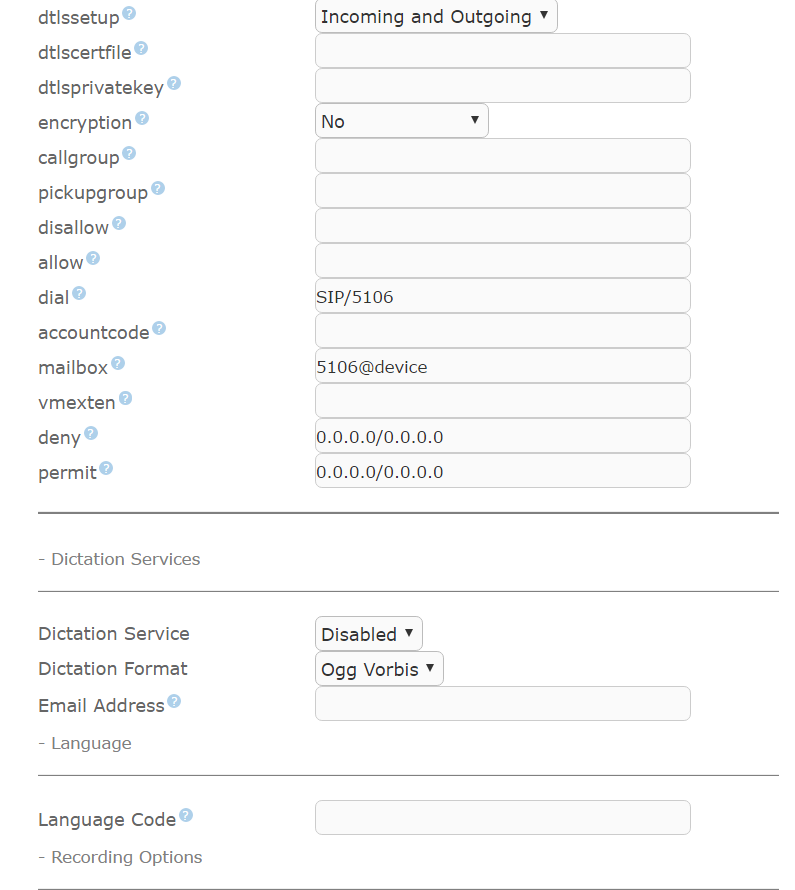 dtlssetup ? Incoming and Outgoing ▼
dtlscertfile ?
dtlsprivatekey ?
encryption ? No ▼
callgroup ?
pickupgroup ?
disallow ?
allow ?
dial ? SIP/5106
accountcode ?
mailbox ? 5106@device
vmexten ?
deny ? 0.0.0.0/0.0.0.0
permit ? 0.0.0.0/0.0.0.0
- Dictation Services
Dictation Service Disabled ▼
Dictation Format Ogg Vorbis ▼
Email Address ?
- Language
Language Code ?
- Recording Options